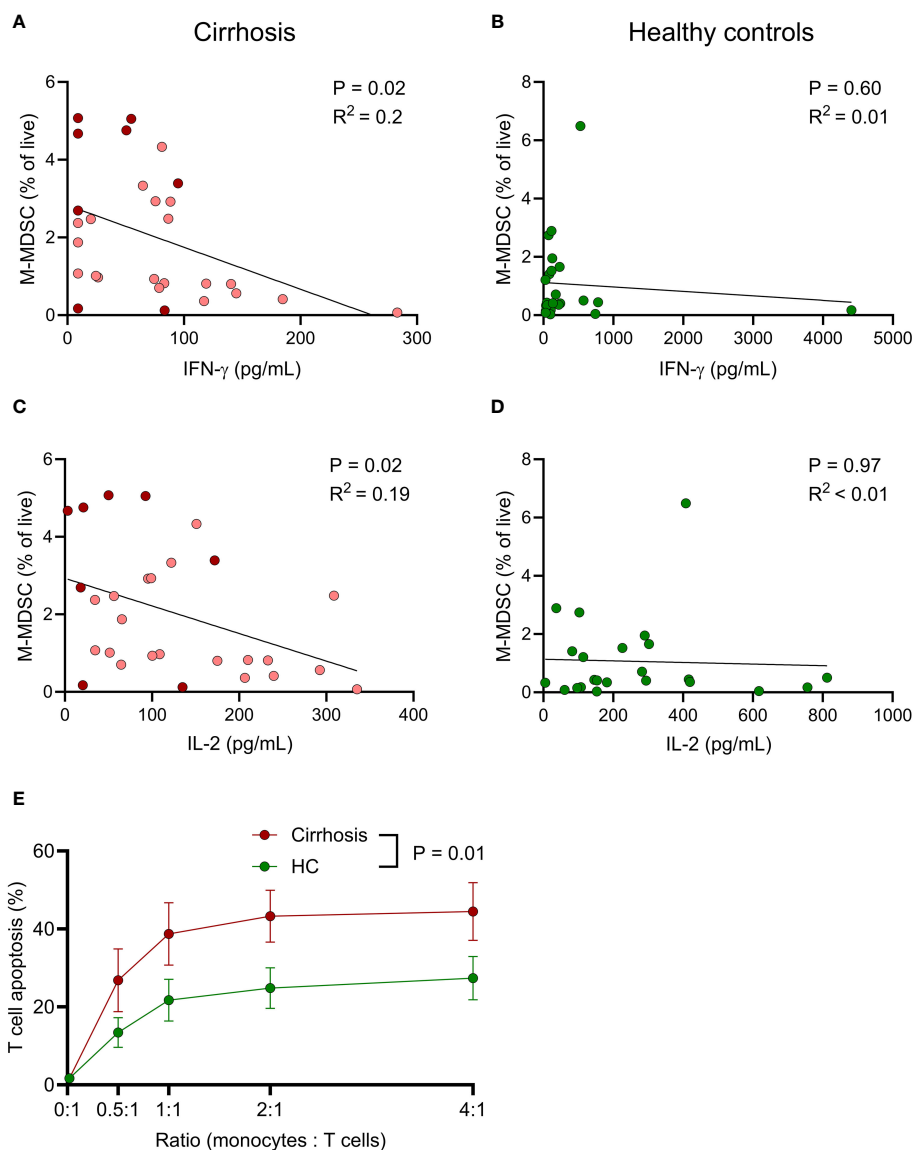 A
Cirrhosis
B
Healthy controls
P = 0.02
R² = 0.2
M-MDSC (% of live)
6
4
2
0
0 100 200 300
IFN-γ (pg/mL)
P = 0.60
R² = 0.01
M-MDSC (% of live)
8
6
4
2
0
0 1000 2000 3000 4000 5000
IFN-γ (pg/mL)
C
P = 0.02
R² = 0.19
M-MDSC (% of live)
6
4
2
0
0 100 200 300 400
IL-2 (pg/mL)
D
P = 0.97
R² < 0.01
M-MDSC (% of live)
8
6
4
2
0
0 200 400 600 800 1000
IL-2 (pg/mL)
E
Cirrhosis
HC
P = 0.01
T cell apoptosis (%)
60
40
20
0
0:1 0.5:1 1:1 2:1 4:1
Ratio (monocytes : T cells)